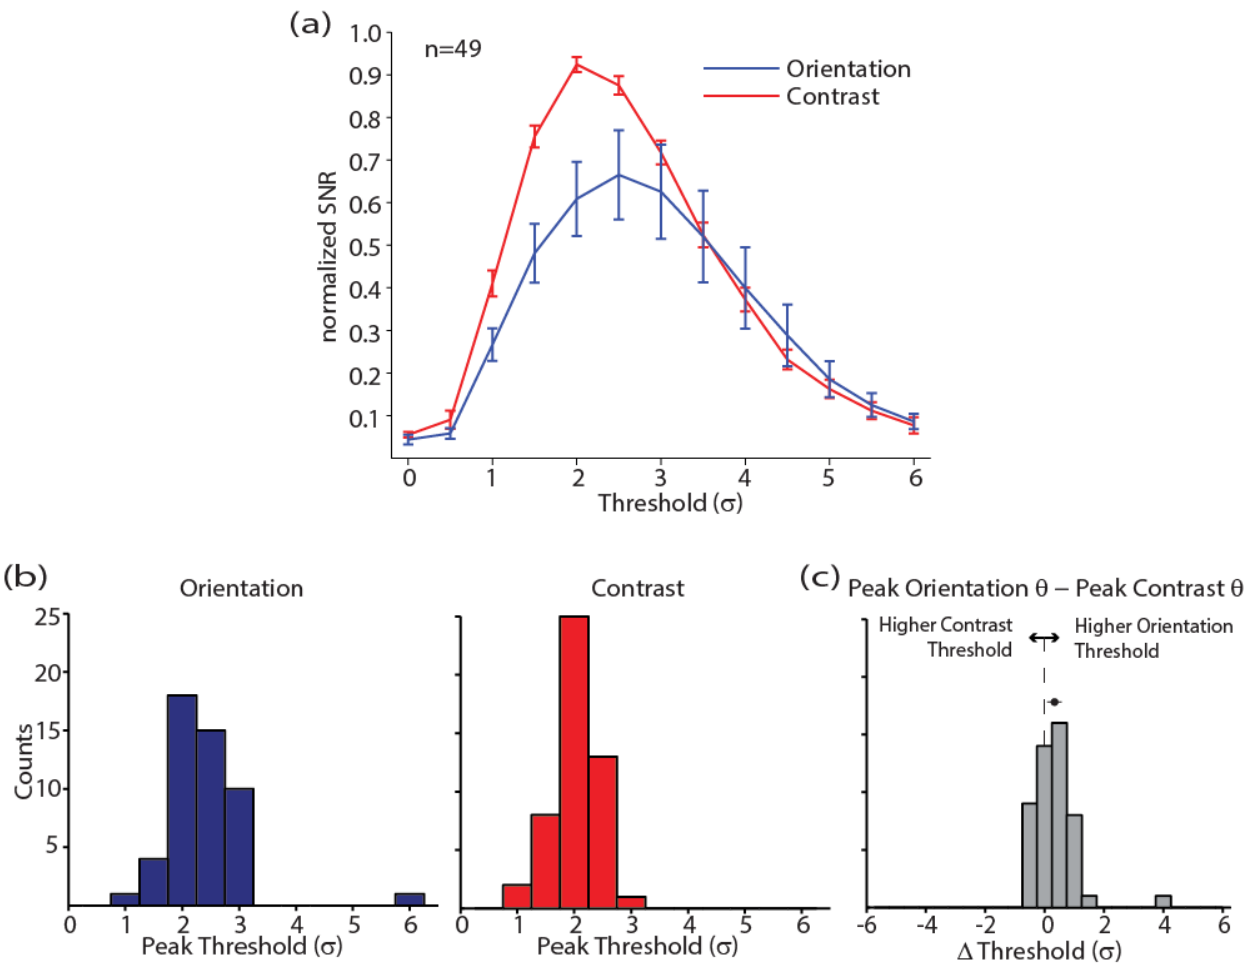 (a)
n=49
Orientation
Contrast
normalized SNR
1.0
0.9
0.8
0.7
0.6
0.5
0.4
0.3
0.2
0.1
0 1 2 3 4 5 6
Threshold (σ)
(b)
Orientation
Counts
25
20
15
10
5
0 1 2 3 4 5 6
Peak Threshold (σ)
Contrast
0 1 2 3 4 5 6
Peak Threshold (σ)
(c) Peak Orientation θ – Peak Contrast θ
Higher Contrast
Threshold
Higher Orientation
Threshold
-6 -4 -2 0 2 4 6
Δ Threshold (σ)